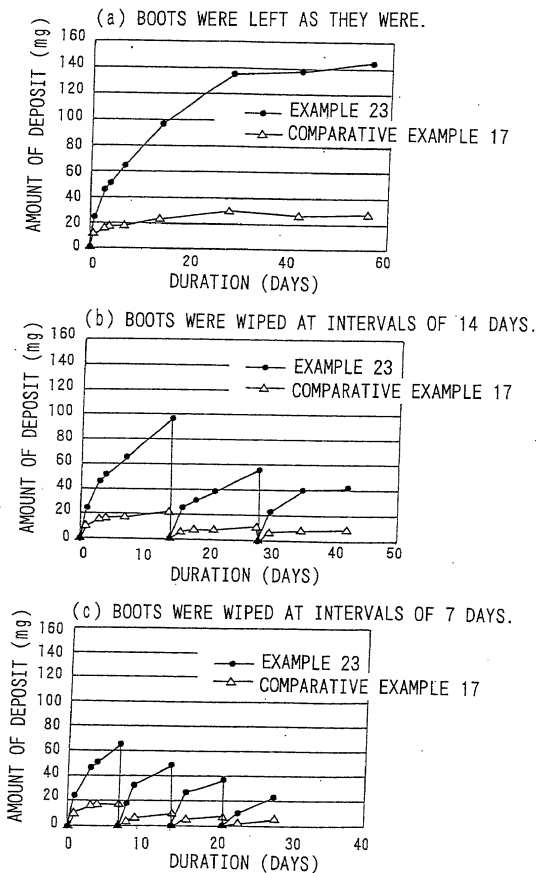 (a) BOOTS WERE LEFT AS THEY WERE.
AMOUNT OF DEPOSIT (mg)
160
140
120
100
80
60
40
20
0
EXAMPLE 23
COMPARATIVE EXAMPLE 17
0 20 40 60
DURATION (DAYS)
(b) BOOTS WERE WIPED AT INTERVALS OF 14 DAYS.
AMOUNT OF DEPOSIT (mg)
160
140
120
100
80
60
40
20
0
EXAMPLE 23
COMPARATIVE EXAMPLE 17
0 10 20 30 40 50
DURATION (DAYS)
(c) BOOTS WERE WIPED AT INTERVALS OF 7 DAYS.
AMOUNT OF DEPOSIT (mg)
160
140
120
100
80
60
40
20
0
EXAMPLE 23
COMPARATIVE EXAMPLE 17
0 10 20 30 40
DURATION (DAYS)